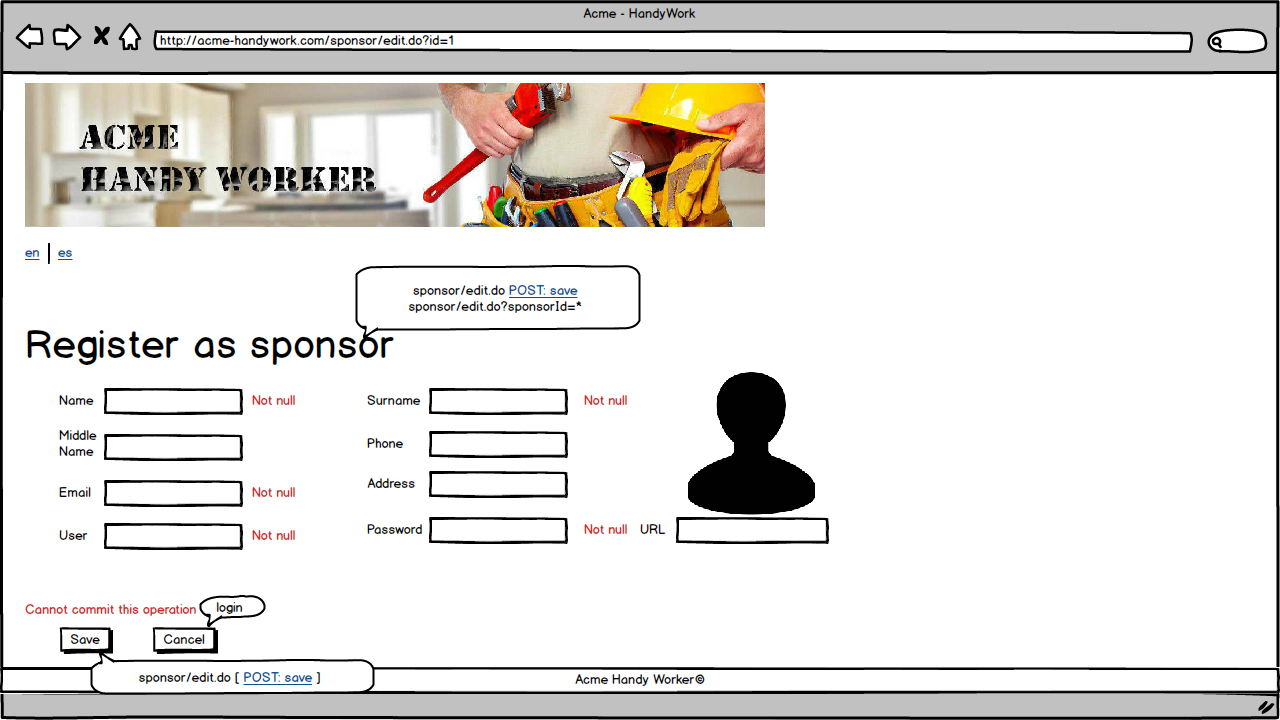 Acme - HandyWork
http://acme-handywork.com/sponsor/edit.do?id=1
ACME
HANDY WORKER
en | es
sponsor/edit.do POST: save
sponsor/edit.do?sponsorId=*
Register as sponsor
Name Not null Surname Not null
Middle
Name
Phone
Address
Email Not null
User Not null Password Not null URL
Cannot commit this operation login
Save Cancel
sponsor/edit.do [ POST: save ]
Acme Handy Worker©